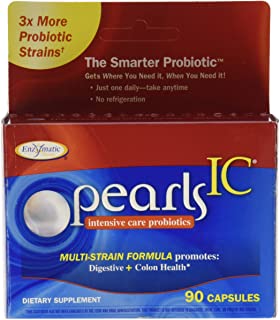 3x More
Probiotic
Strains†
The Smarter Probiotic™
Gets Where You Need it, When You Need it!
• Just one daily—take anytime
• No refrigeration
Enzymatic
pearls IC®
intensive care probiotics
MULTI-STRAIN FORMULA promotes:
Digestive + Colon Health*
DIETARY SUPPLEMENT
90 CAPSULES